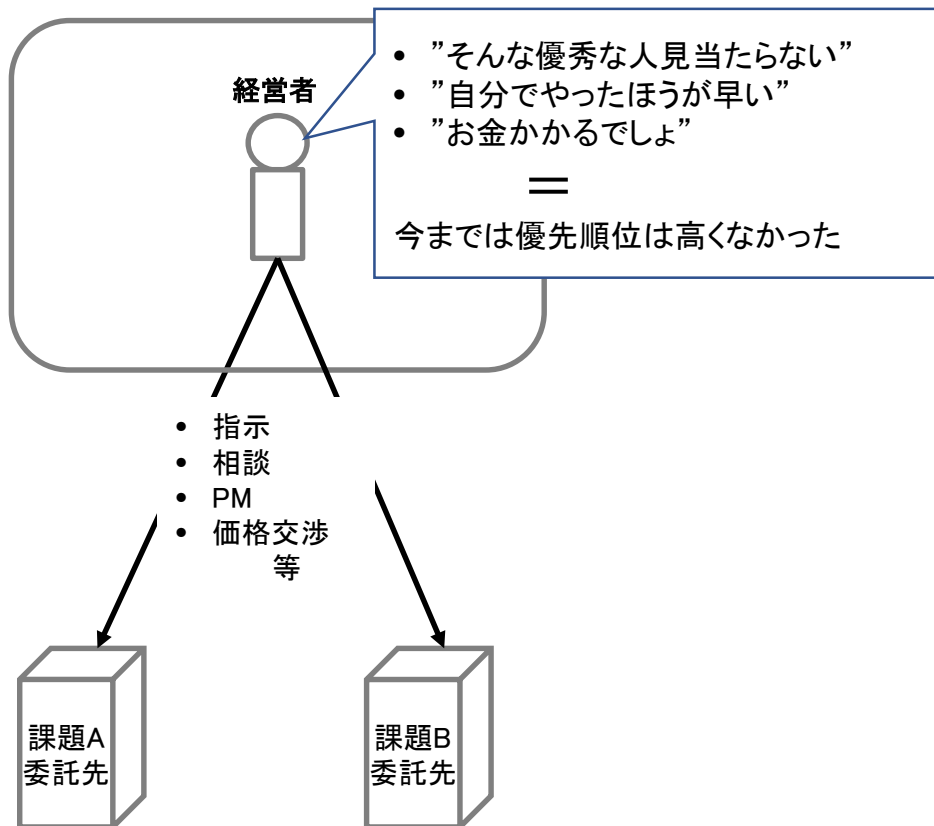 経営者
• ”そんな優秀な人見当たらない”
• ”自分でやったほうが早い”
• ”お金かかるでしょ”
＝
今までは優先順位は高くなかった
• 指示
• 相談
• PM
• 価格交渉
等
課題A
委託先
課題B
委託先